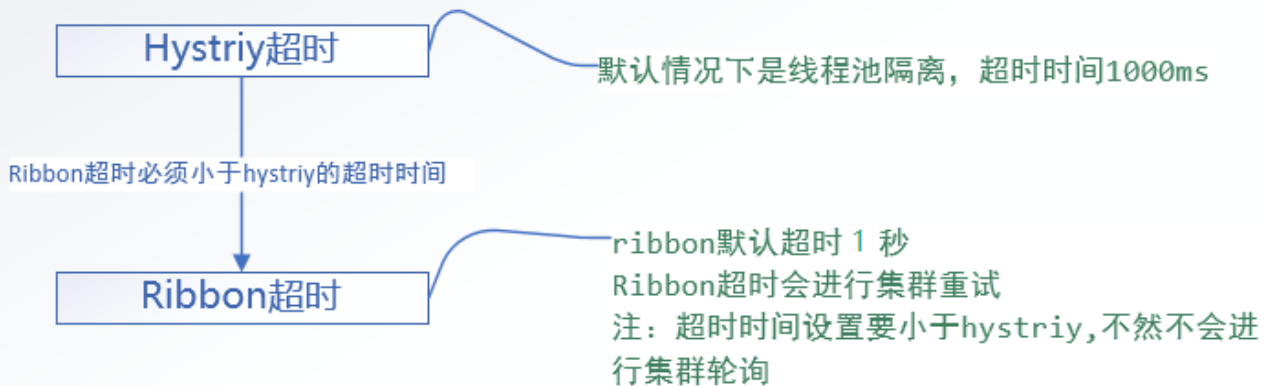 Hystriy超时
默认情况下是线程池隔离，超时时间1000ms
Ribbon超时必须小于hystriy的超时时间
Ribbon超时
ribbon默认超时1秒
Ribbon超时会进行集群重试
注：超时时间设置要小于hystriy,不然不会进
行集群轮询